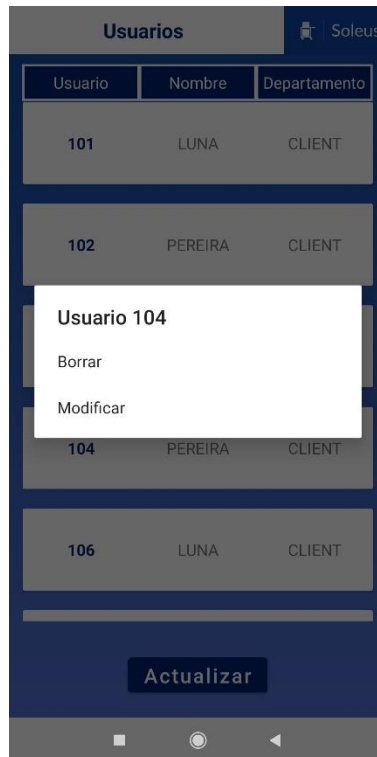 Usuarios
Soleus
Usuario Nombre Departamento
101 LUNA CLIENT
102 PEREIRA CLIENT
Usuario 104
Borrar
Modificar
104 PEREIRA CLIENT
106 LUNA CLIENT
Actualizar